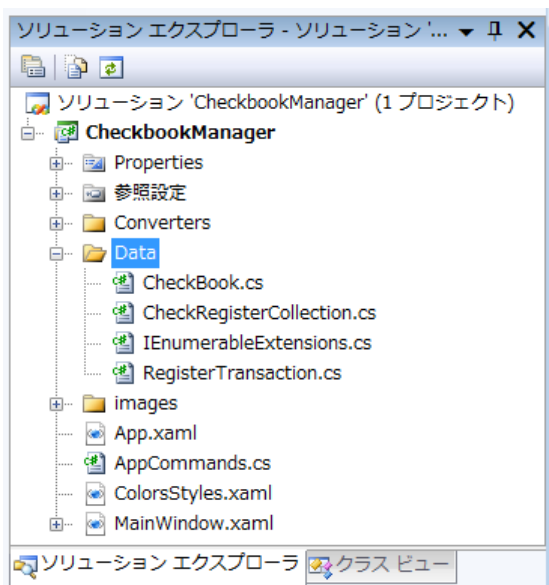 ソリューション エクスプローラ - ソリューション '...
ソリューション 'CheckbookManager' (1 プロジェクト)
CheckbookManager
Properties
参照設定
Converters
Data
CheckBook.cs
CheckRegisterCollection.cs
IEnumerableExtensions.cs
RegisterTransaction.cs
images
App.xaml
AppCommands.cs
ColorsStyles.xaml
MainWindow.xaml
ソリューション エクスプローラ クラス ビュー